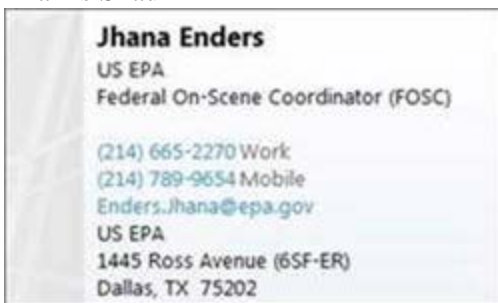 Jhana Enders
US EPA
Federal On-Scene Coordinator (FOSC)
(214) 665-2270 Work
(214) 789-9654 Mobile
Enders.Jhana@epa.gov
US EPA
1445 Ross Avenue (6SF-ER)
Dallas, TX 75202